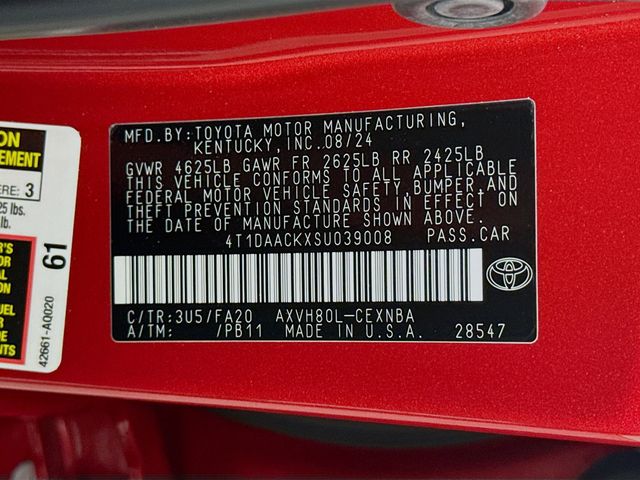 MFD.BY:TOYOTA MOTOR MANUFACTURING,
KENTUCKY, INC.08/24
GVWR 4625LB GAWR FR 2625LB RR 2425LB
THIS VEHICLE CONFORMS TO ALL APPLICABLE
FEDERAL MOTOR VEHICLE SAFETY,BUMPER,AND
THEFT PREVENTION STANDARDS IN EFFECT ON
THE DATE OF MANUFACTURE SHOWN ABOVE.
4T1DAACKXSU039008 PASS.CAR
C/TR:3U5/FA20 AXVH80L-CEXNBA
A/TM: /PB11 MADE IN U.S.A. 28547
ERE: 3
25 lbs.
lb.
61
42661-A0020